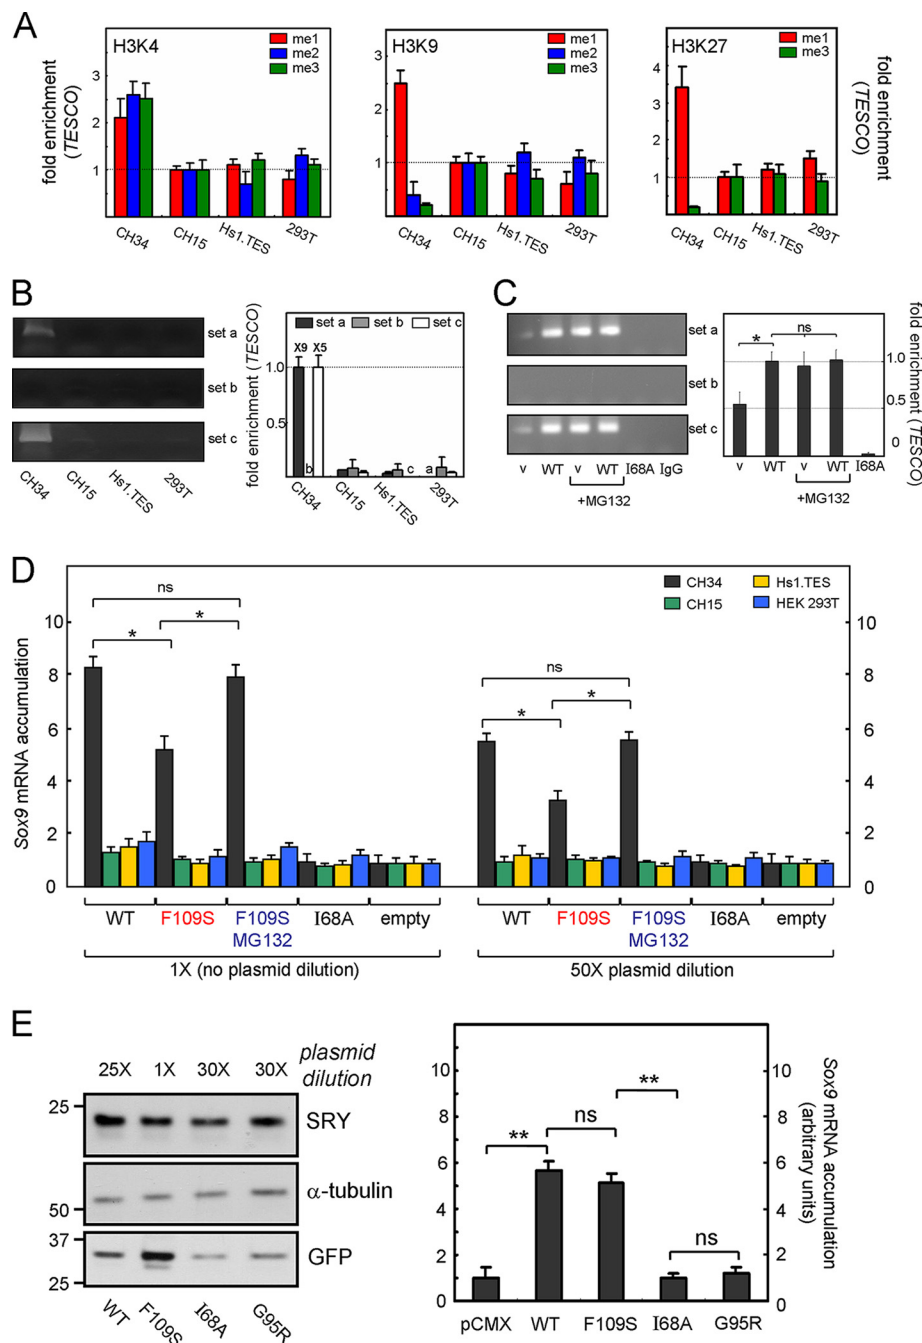 A
H3K4
me1
me2
me3
fold enrichment
(TESCO)
3
2
1
CH34
CH15
Hs1.TES
293T
H3K9
me1
me2
me3
3
1
CH34
CH15
Hs1.TES
293T
H3K27
me1
me3
4
3
2
1
CH34
CH15
Hs1.TES
293T
fold enrichment
(TESCO)
B
set a
set b
set c
CH34
CH15
Hs1.TES
293T
set a
set b
set c
fold enrichment (TESCO)
X9
X5
1.0
0.5
b
c
a
CH34
CH15
Hs1.TES
293T
C
set a
set b
set c
v
WT
v
WT
I68A
IgG
+MG132
*
ns
1.0
0.5
0
fold enrichment (TESCO)
v
WT
v
WT
I68A
+MG132
D
Sox9 mRNA accumulation
10
8
6
4
2
0
ns
*
*
CH34
CH15
Hs1.TES
HEK 293T
ns
*
*
10
8
6
4
2
0
WT
F109S
F109S
MG132
I68A
empty
1X (no plasmid dilution)
WT
F109S
F109S
MG132
I68A
empty
50X plasmid dilution
E
25X
1X
30X
30X
plasmid
dilution
25
SRY
50
α-tubulin
37
25
GFP
WT
F109S
I68A
G95R
10
8
6
4
2
0
**
ns
**
ns
10
8
6
4
2
0
Sox9 mRNA accumulation
(arbitrary units)
pCMX
WT
F109S
I68A
G95R